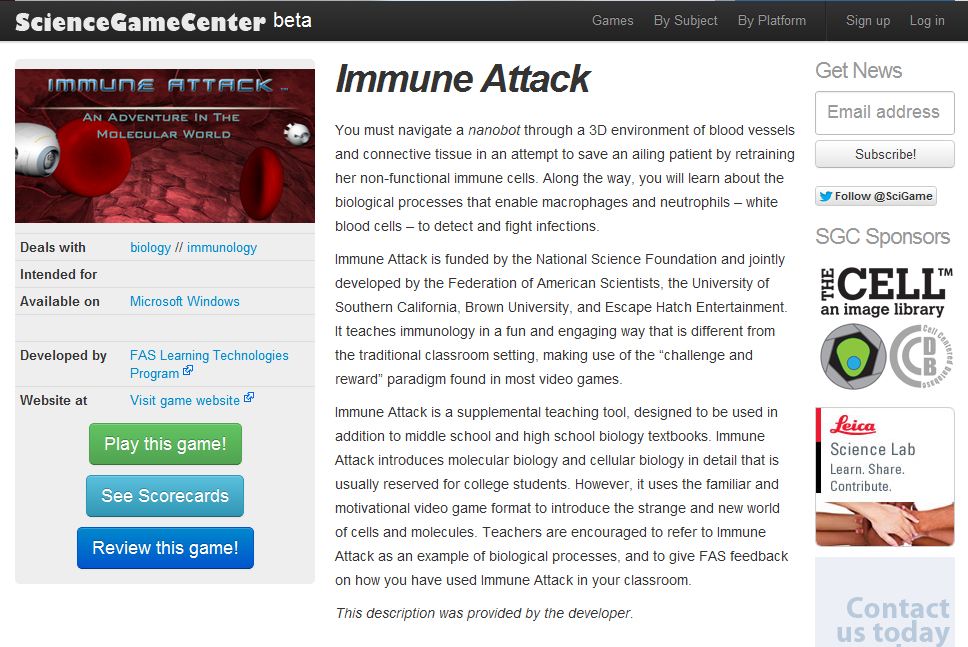 ScienceGameCenter beta
Games
By Subject
By Platform
Sign up
Log in
IMMUNE ATTACK
AN ADVENTURE IN THE
MOLECULAR WORLD
Deals with
biology // immunology
Intended for
Available on
Microsoft Windows
Developed by
FAS Learning Technologies
Program
Website at
Visit game website
Play this game!
See Scorecards
Review this game!
Immune Attack
You must navigate a nanobot through a 3D environment of blood vessels
and connective tissue in an attempt to save an ailing patient by retraining
her non-functional immune cells. Along the way, you will learn about the
biological processes that enable macrophages and neutrophils – white
blood cells – to detect and fight infections.
Immune Attack is funded by the National Science Foundation and jointly
developed by the Federation of American Scientists, the University of
Southern California, Brown University, and Escape Hatch Entertainment.
It teaches immunology in a fun and engaging way that is different from
the traditional classroom setting, making use of the “challenge and
reward” paradigm found in most video games.
Immune Attack is a supplemental teaching tool, designed to be used in
addition to middle school and high school biology textbooks. Immune
Attack introduces molecular biology and cellular biology in detail that is
usually reserved for college students. However, it uses the familiar and
motivational video game format to introduce the strange and new world
of cells and molecules. Teachers are encouraged to refer to Immune
Attack as an example of biological processes, and to give FAS feedback
on how you have used Immune Attack in your classroom.
This description was provided by the developer.
Get News
Email address
Subscribe!
Follow @SciGame
SGC Sponsors
THE CELL™
an image library
CCDB
Cell Centered Database
Leica
Science Lab
Learn. Share.
Contribute.
Contact
us today